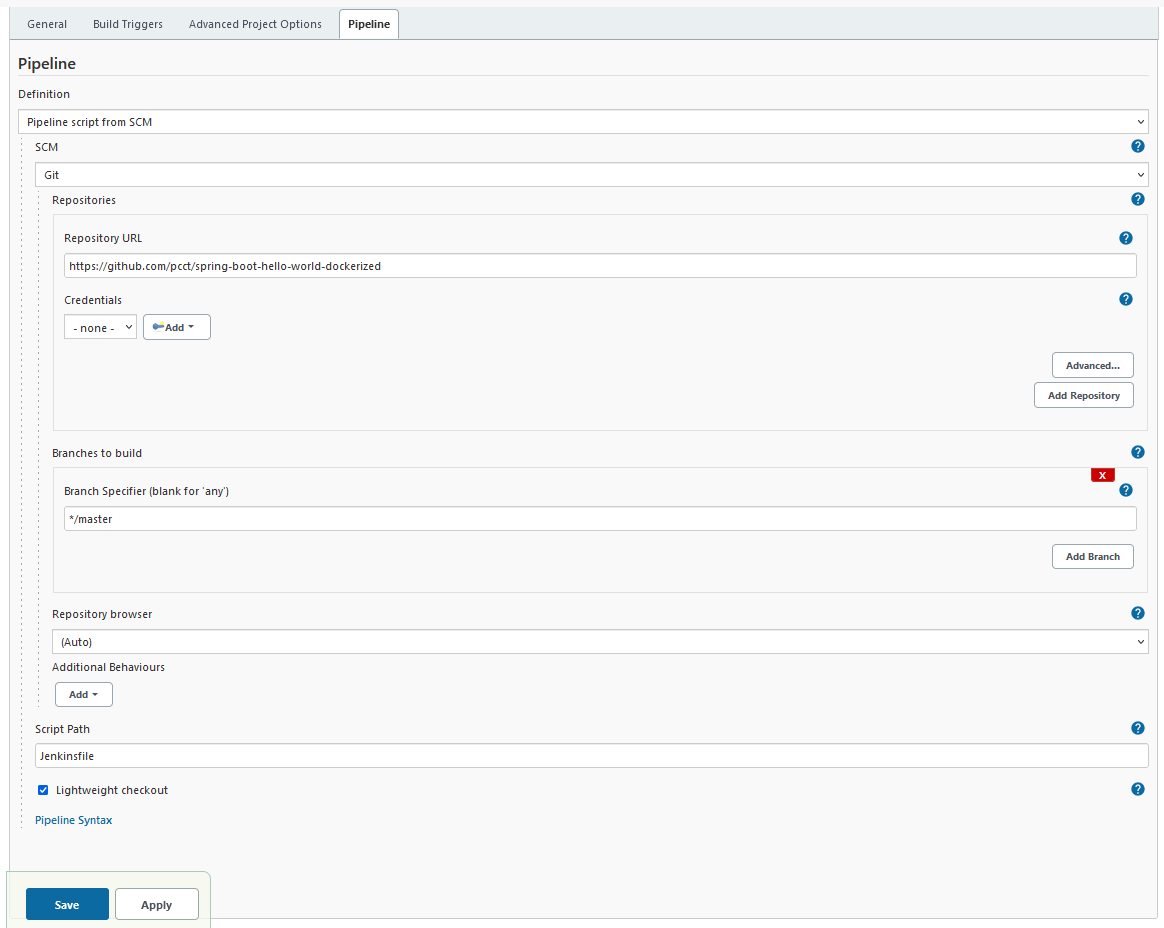 General Build Triggers Advanced Project Options Pipeline
Pipeline
Definition
Pipeline script from SCM
SCM
?
Git
Repositories
?
Repository URL
?
https://github.com/pcct/spring-boot-hello-world-dockerized
Credentials
?
- none -
Add
Advanced...
Add Repository
Branches to build
?
X
Branch Specifier (blank for 'any')
?
*/master
Add Branch
Repository browser
?
(Auto)
Additional Behaviours
Add
Script Path
?
Jenkinsfile
Lightweight checkout
?
Pipeline Syntax
Save
Apply